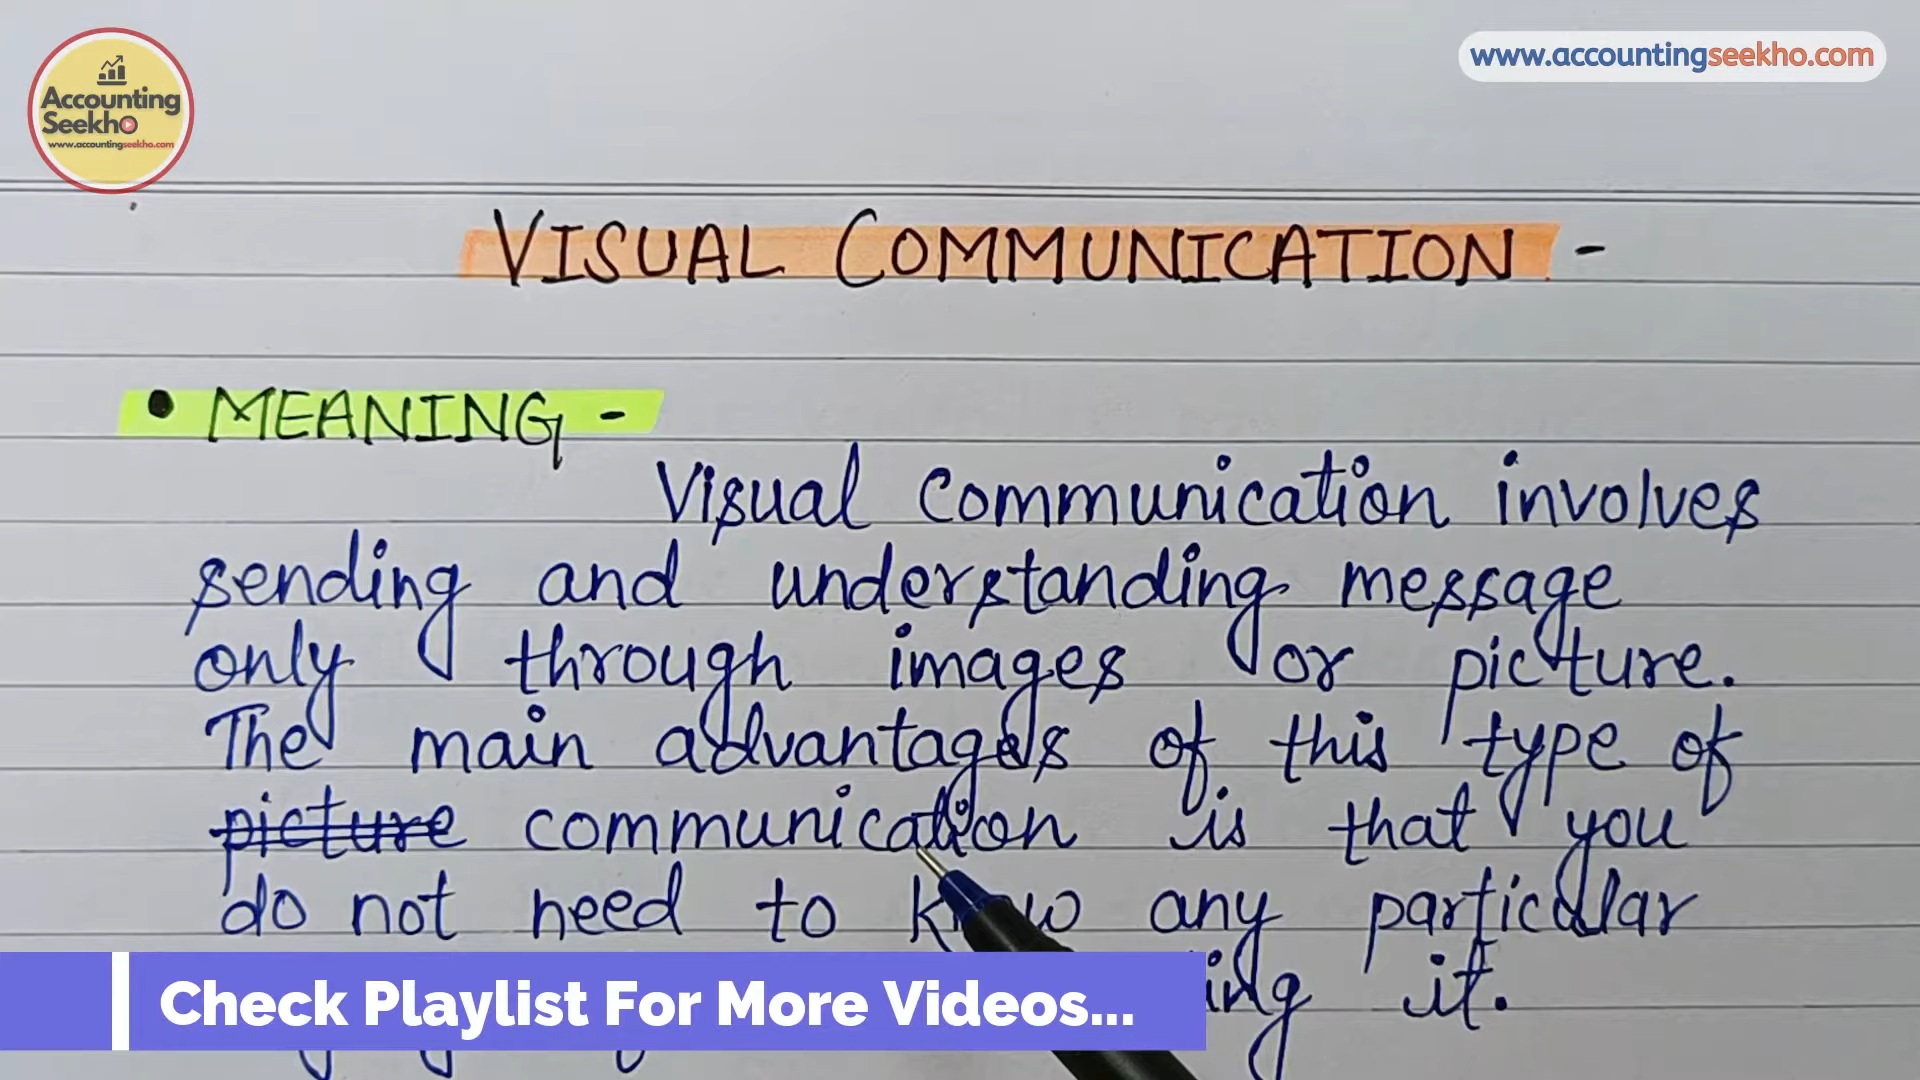 Accounting
Seekho
www.accountingseekho.com
www.accountingseekho.com
VISUAL COMMUNICATION -
• MEANING -
Visual communication involves
sending and understanding message
only through images or picture.
The main advantages of this type of
picture communication is that you
do not need to know any particular
it.
Check Playlist For More Videos...